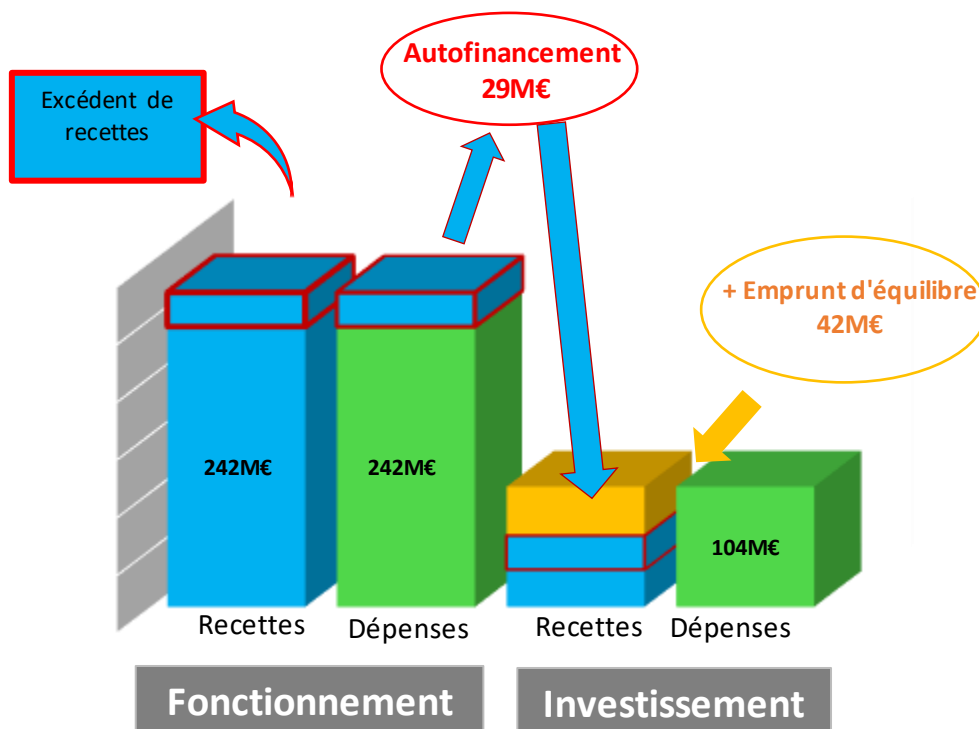 Autofinancement
29M€
Excédent de
recettes
+ Emprunt d'équilibre
42M€
242M€
242M€
104M€
Recettes
Dépenses
Recettes
Dépenses
Fonctionnement
Investissement